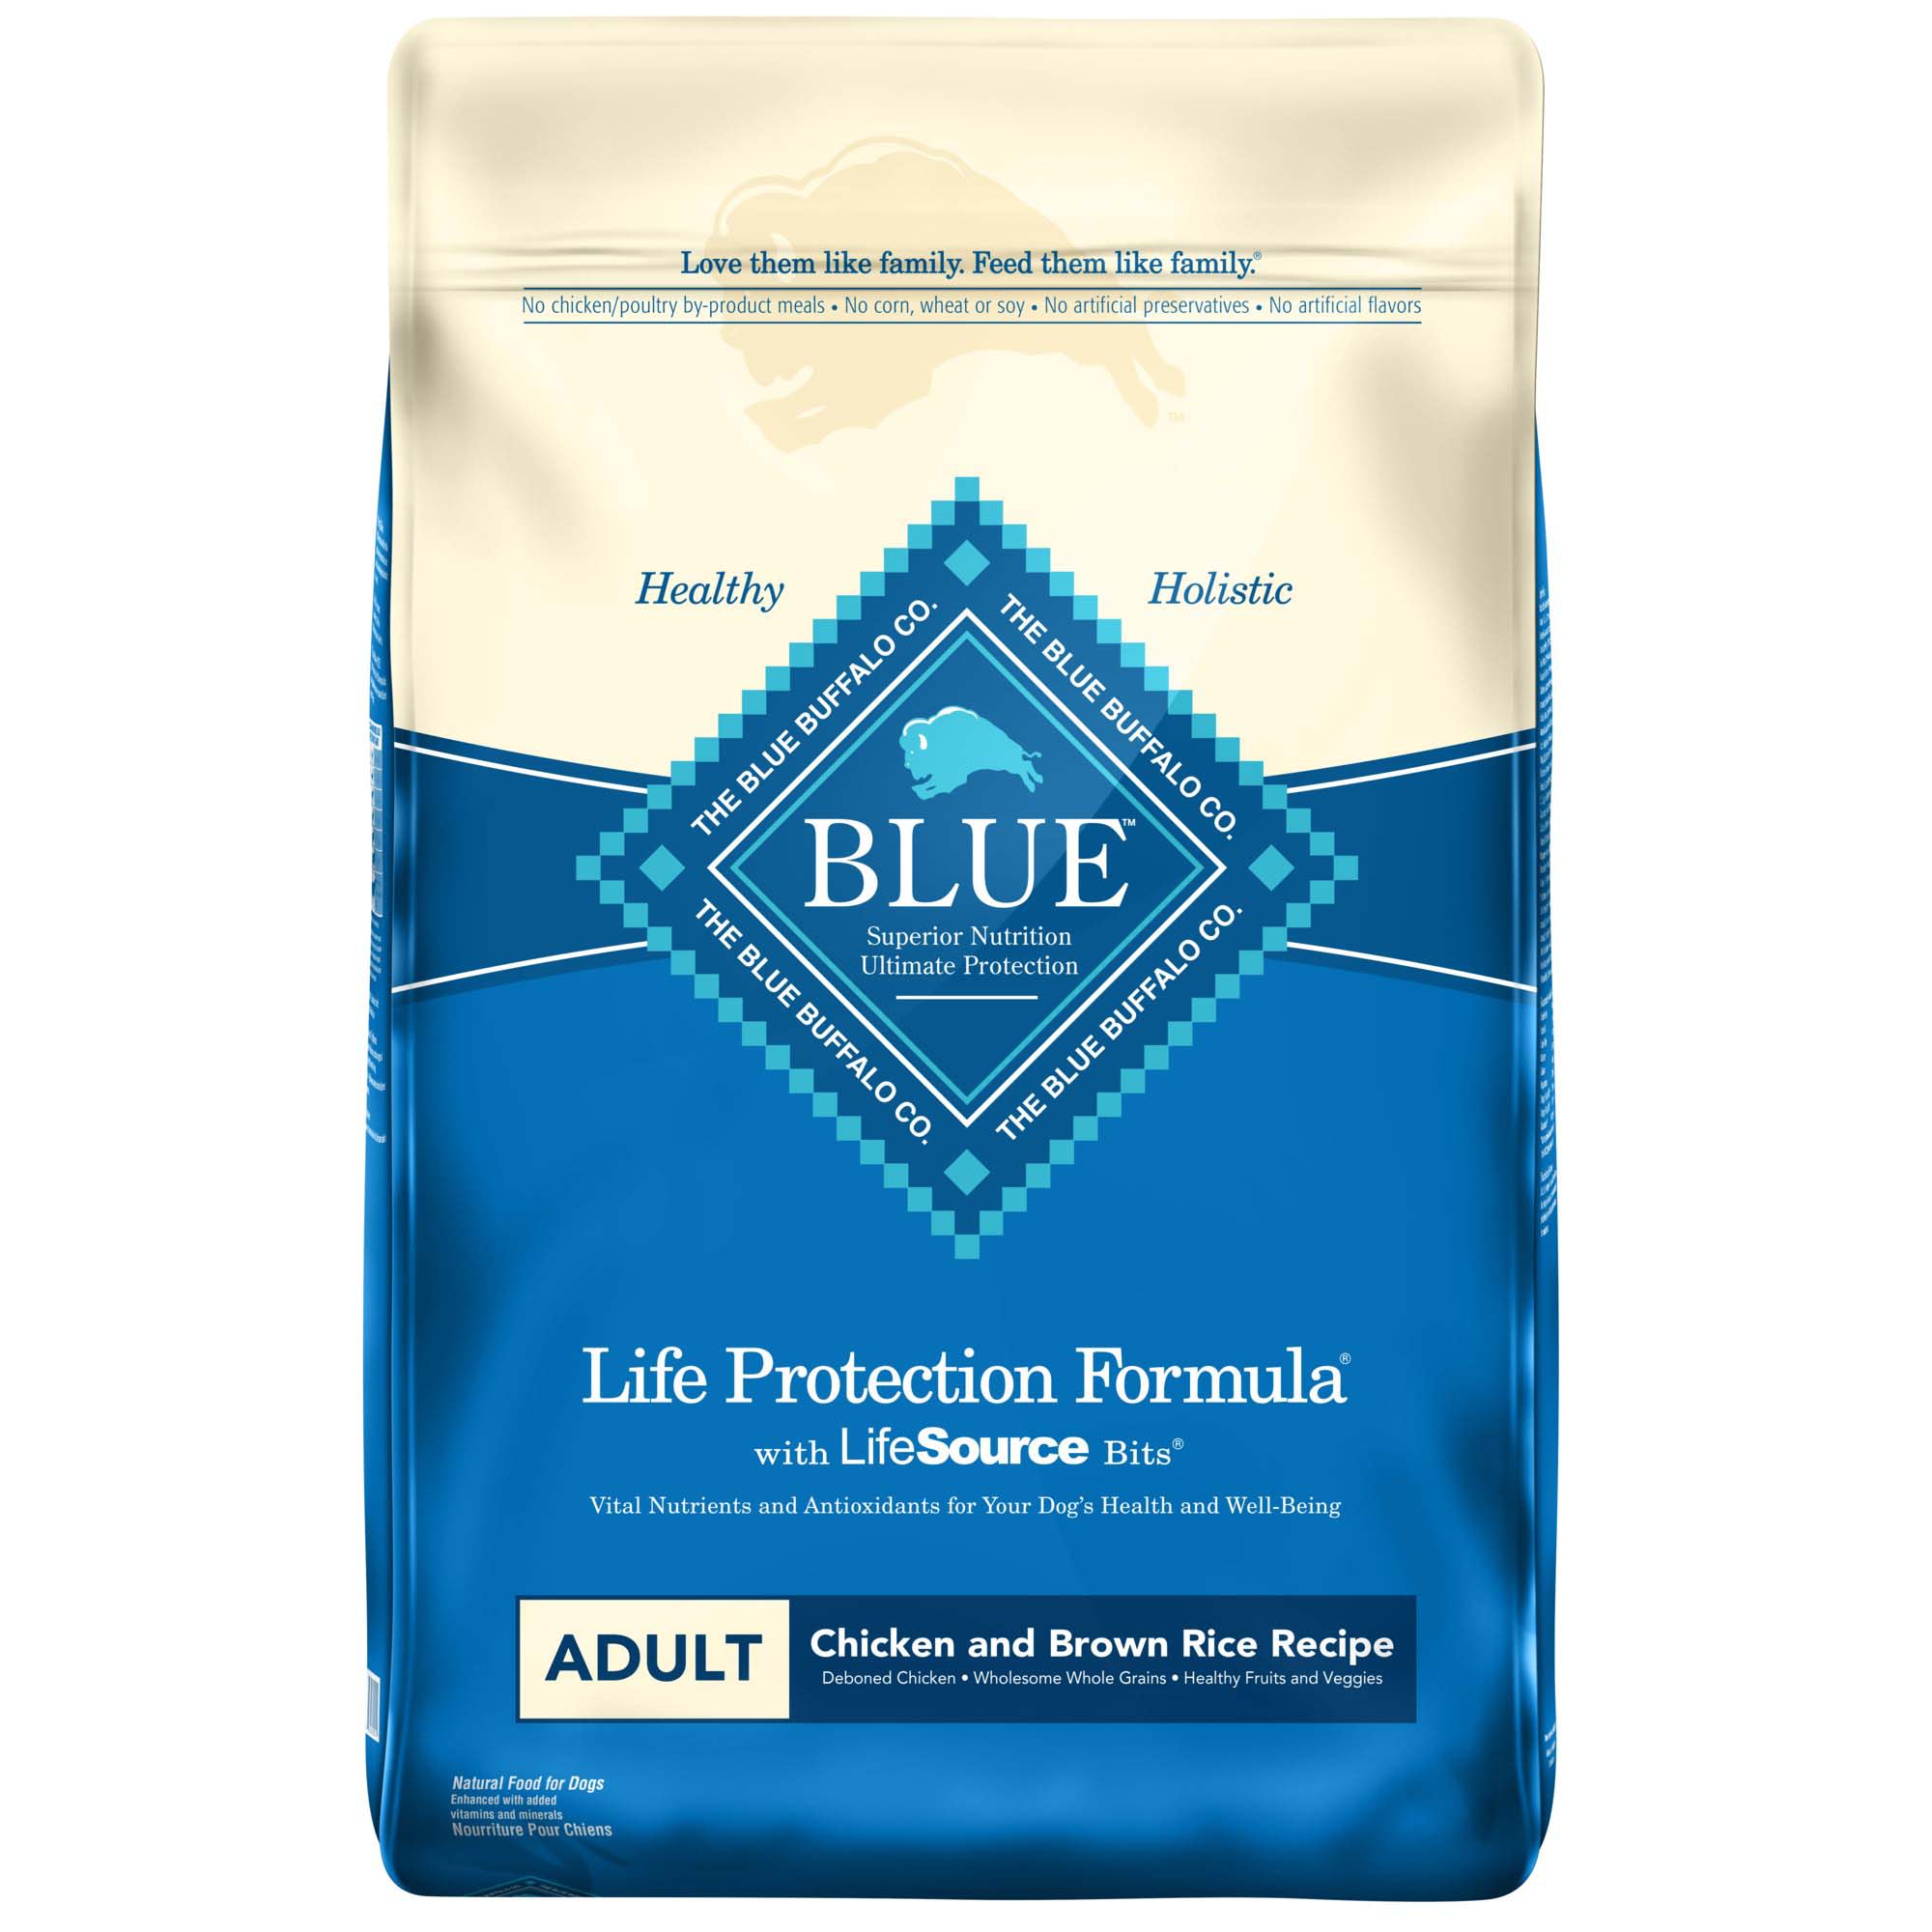 Love them like family. Feed them like family.®
No chicken/poultry by-product meals • No corn, wheat or soy • No artificial preservatives • No artificial flavors
TM
Healthy
Holistic
THE BLUE BUFFALO CO.
THE BLUE BUFFALO CO.
BLUE™
Superior Nutrition
Ultimate Protection
THE BLUE BUFFALO CO.
THE BLUE BUFFALO CO.
Life Protection Formula®
with LifeSource Bits®
Vital Nutrients and Antioxidants for Your Dog's Health and Well-Being
ADULT
Chicken and Brown Rice Recipe
Deboned Chicken • Wholesome Whole Grains • Healthy Fruits and Veggies
Natural Food for Dogs
Enhanced with added
vitamins and minerals
Nourriture Pour Chiens